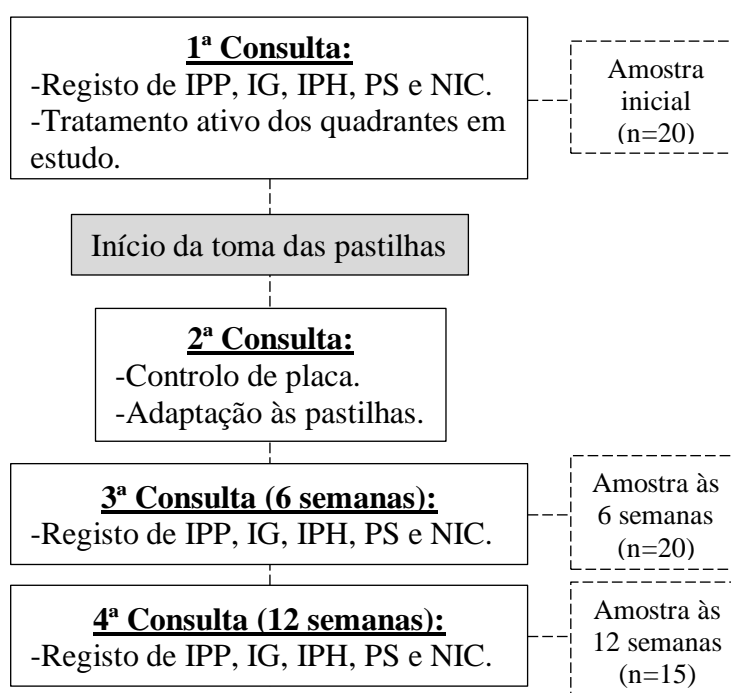 1ª Consulta:
-Registo de IPP, IG, IPH, PS e NIC.
-Tratamento ativo dos quadrantes em
estudo.
Amostra
inicial
(n=20)
Início da toma das pastilhas
2ª Consulta:
-Controlo de placa.
-Adaptação às pastilhas.
3ª Consulta (6 semanas):
-Registo de IPP, IG, IPH, PS e NIC.
Amostra às
6 semanas
(n=20)
4ª Consulta (12 semanas):
-Registo de IPP, IG, IPH, PS e NIC.
Amostra às
12 semanas
(n=15)